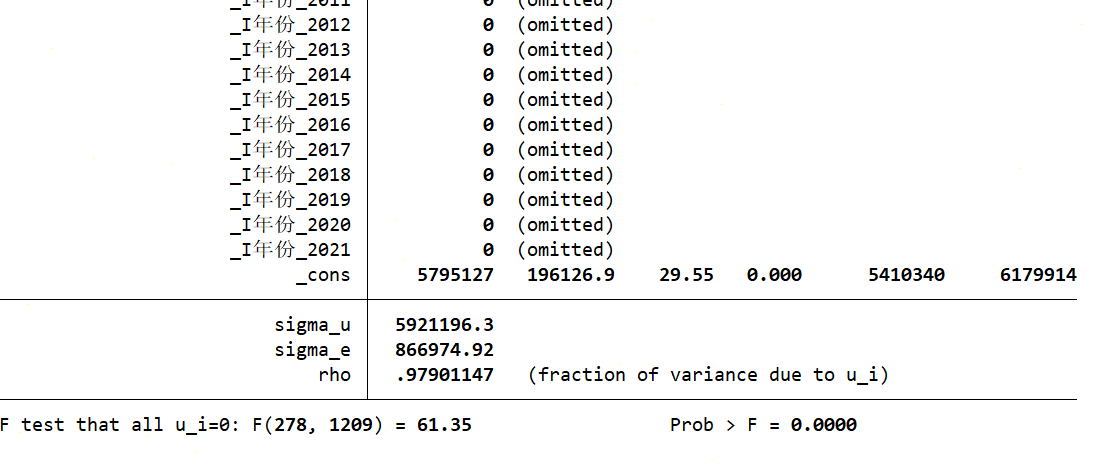 _I年份_2011 0 (omitted)
_I年份_2012 0 (omitted)
_I年份_2013 0 (omitted)
_I年份_2014 0 (omitted)
_I年份_2015 0 (omitted)
_I年份_2016 0 (omitted)
_I年份_2017 0 (omitted)
_I年份_2018 0 (omitted)
_I年份_2019 0 (omitted)
_I年份_2020 0 (omitted)
_I年份_2021 0 (omitted)
_cons 5795127 196126.9 29.55 0.000 5410340 6179914
sigma_u 5921196.3
sigma_e 866974.92
rho .97901147 (fraction of variance due to u_i)
F test that all u_i=0: F(278, 1209) = 61.35 Prob > F = 0.0000